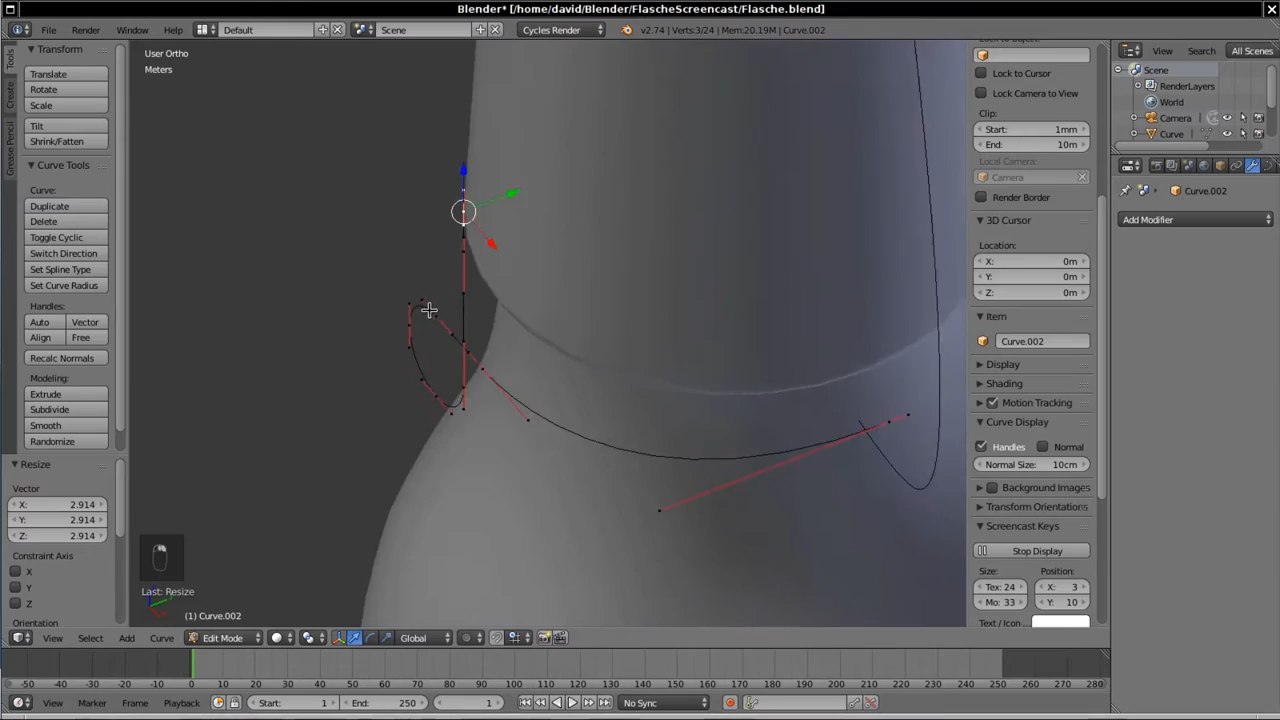 Blender* [/home/david/Blender/FlascheScreencast/Flasche.blend]
File Render Window Help Default Scene Cycles Render v2.74 | Verts:3/24 | Mem:20.19M | Curve.002
Tools
Create
Grease Pencil
Transform
Translate
Rotate
Scale
Tilt
Shrink/Fatten
Curve Tools
Curve:
Duplicate
Delete
Toggle Cyclic
Switch Direction
Set Spline Type
Set Curve Radius
Handles:
Auto Vector
Align Free
Recalc Normals
Modeling:
Extrude
Subdivide
Smooth
Randomize
Resize
Vector
X: 2.914
Y: 2.914
Z: 2.914
Constraint Axis
X
Y
Z
Orientation
User Ortho
Meters
Last: Resize
(1) Curve.002
Lock to Cursor
Lock Camera to View
Clip:
Start: 1mm
End: 10m
Local Camera:
Camera
Render Border
3D Cursor
Location:
X: 0m
Y: 0m
Z: 0m
Item
Curve.002
Display
Shading
Motion Tracking
Curve Display
Handles Normal
Normal Size: 10cm
Background Images
Transform Orientations
Screencast Keys
Stop Display
Size: Position:
Tex: 24 X: 3
Mo: 33 Y: 10
Text / Icon ...
View Search All Scenes
Scene
RenderLayers
World
Camera
Curve
Curve.002
Add Modifier
View Select Add Curve Edit Mode Global
-50 -40 -30 -20 -10 0 10 20 30 40 50 60 70 80 90 100 110 120 130 140 150 160 170 180 190 200 210 220 230 240 250 260 270 280
View Marker Frame Playback Start: 1 End: 250 1 No Sync